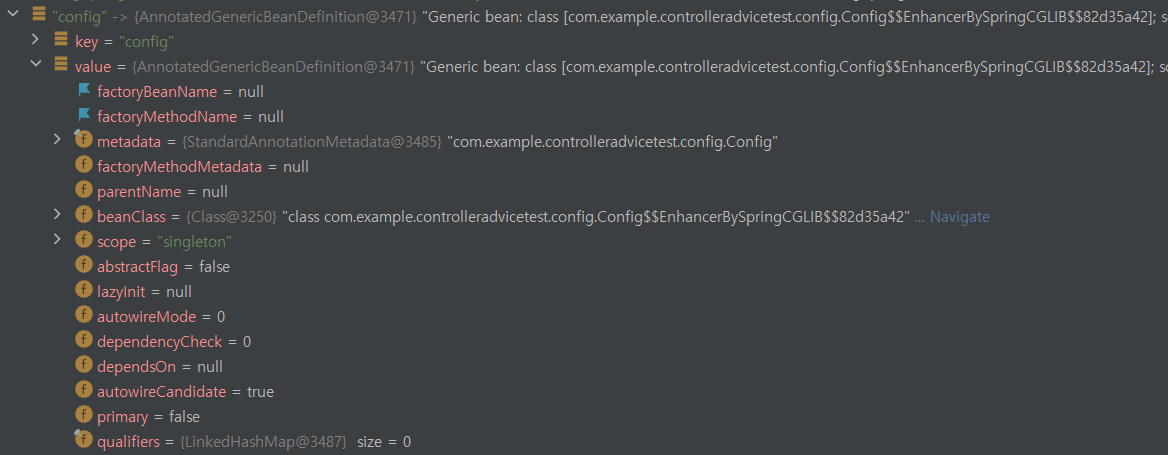 "config" -> {AnnotatedGenericBeanDefinition@3471} "Generic bean: class [com.example.controlleradvicetest.config.Config$$EnhancerBySpringCGLIB$$82d35a42]; s
key = "config"
value = {AnnotatedGenericBeanDefinition@3471} "Generic bean: class [com.example.controlleradvicetest.config.Config$$EnhancerBySpringCGLIB$$82d35a42]; sc
factoryBeanName = null
factoryMethodName = null
f metadata = {StandardAnnotationMetadata@3485} "com.example.controlleradvicetest.config.Config"
f factoryMethodMetadata = null
f parentName = null
f beanClass = {Class@3250} "class com.example.controlleradvicetest.config.Config$$EnhancerBySpringCGLIB$$82d35a42" ... Navigate
f scope = "singleton"
f abstractFlag = false
f lazyInit = null
f autowireMode = 0
f dependencyCheck = 0
f dependsOn = null
f autowireCandidate = true
f primary = false
f qualifiers = {LinkedHashMap@3487} size = 0